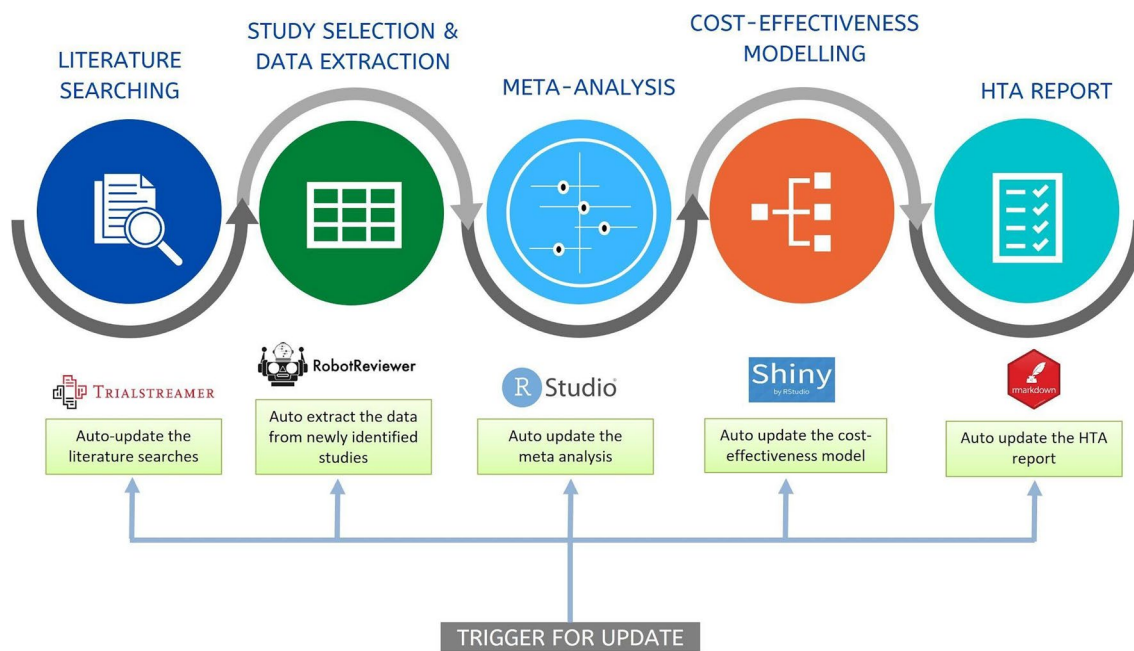 LITERATURE
SEARCHING
STUDY SELECTION &
DATA EXTRACTION
META-ANALYSIS
COST-EFFECTIVENESS
MODELLING
HTA REPORT
TRIALSTREAMER
RobotReviewer
R Studio
Shiny
by RStudio
rmarkdown
Auto-update the
literature searches
Auto extract the data
from newly identified
studies
Auto update the
meta analysis
Auto update the cost-
effectiveness model
Auto update the HTA
report
TRIGGER FOR UPDATE